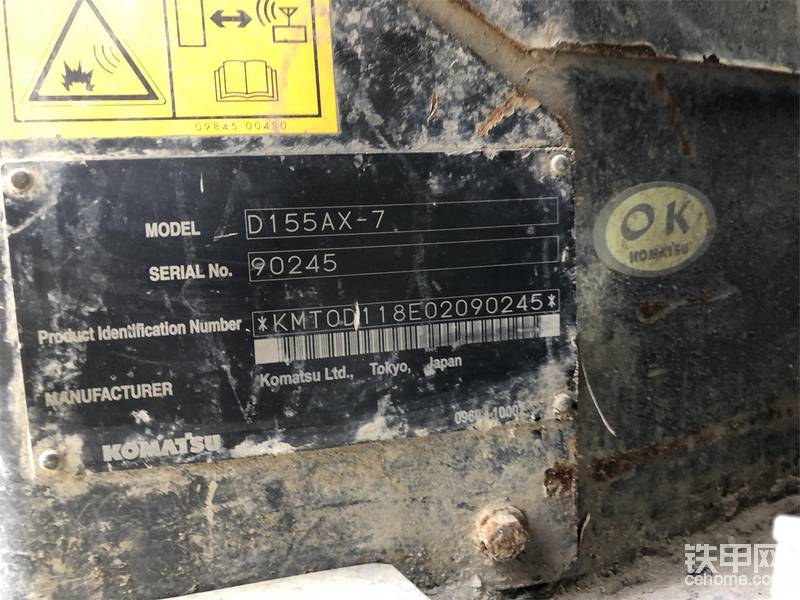 09845-00480
MODEL D155AX-7
SERIAL No. 90245
Product Identification Number *KMT0D118E02090245*
MANUFACTURER Komatsu Ltd., Tokyo, Japan
KOMATSU
OK
KOMATSU
铁甲网
cehome.com